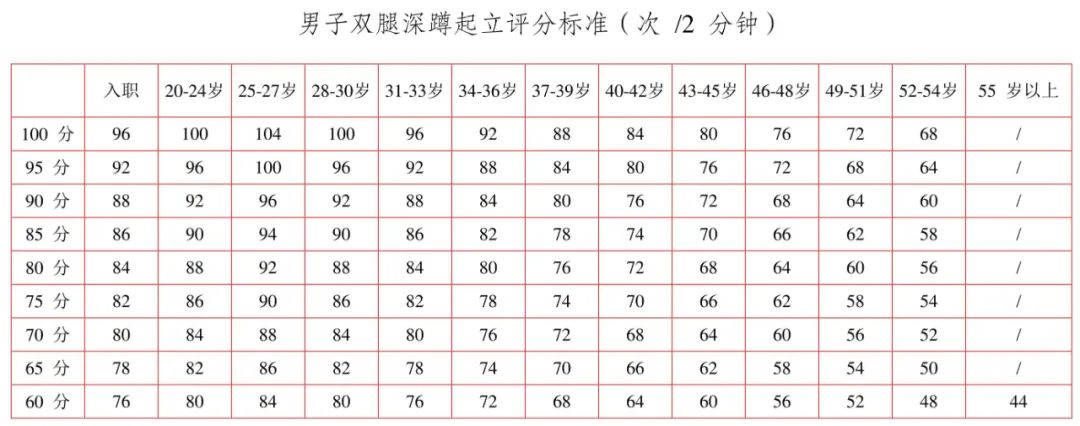 男子双腿深蹲起立评分标准（次 /2 分钟）
入职 20-24岁 25-27岁 28-30岁 31-33岁 34-36岁 37-39岁 40-42岁 43-45岁 46-48岁 49-51岁 52-54岁 55 岁以上
100 分 96 100 104 100 96 92 88 84 80 76 72 68 /
95 分 92 96 100 96 92 88 84 80 76 72 68 64 /
90 分 88 92 96 92 88 84 80 76 72 68 64 60 /
85 分 86 90 94 90 86 82 78 74 70 66 62 58 /
80 分 84 88 92 88 84 80 76 72 68 64 60 56 /
75 分 82 86 90 86 82 78 74 70 66 62 58 54 /
70 分 80 84 88 84 80 76 72 68 64 60 56 52 /
65 分 78 82 86 82 78 74 70 66 62 58 54 50 /
60 分 76 80 84 80 76 72 68 64 60 56 52 48 44